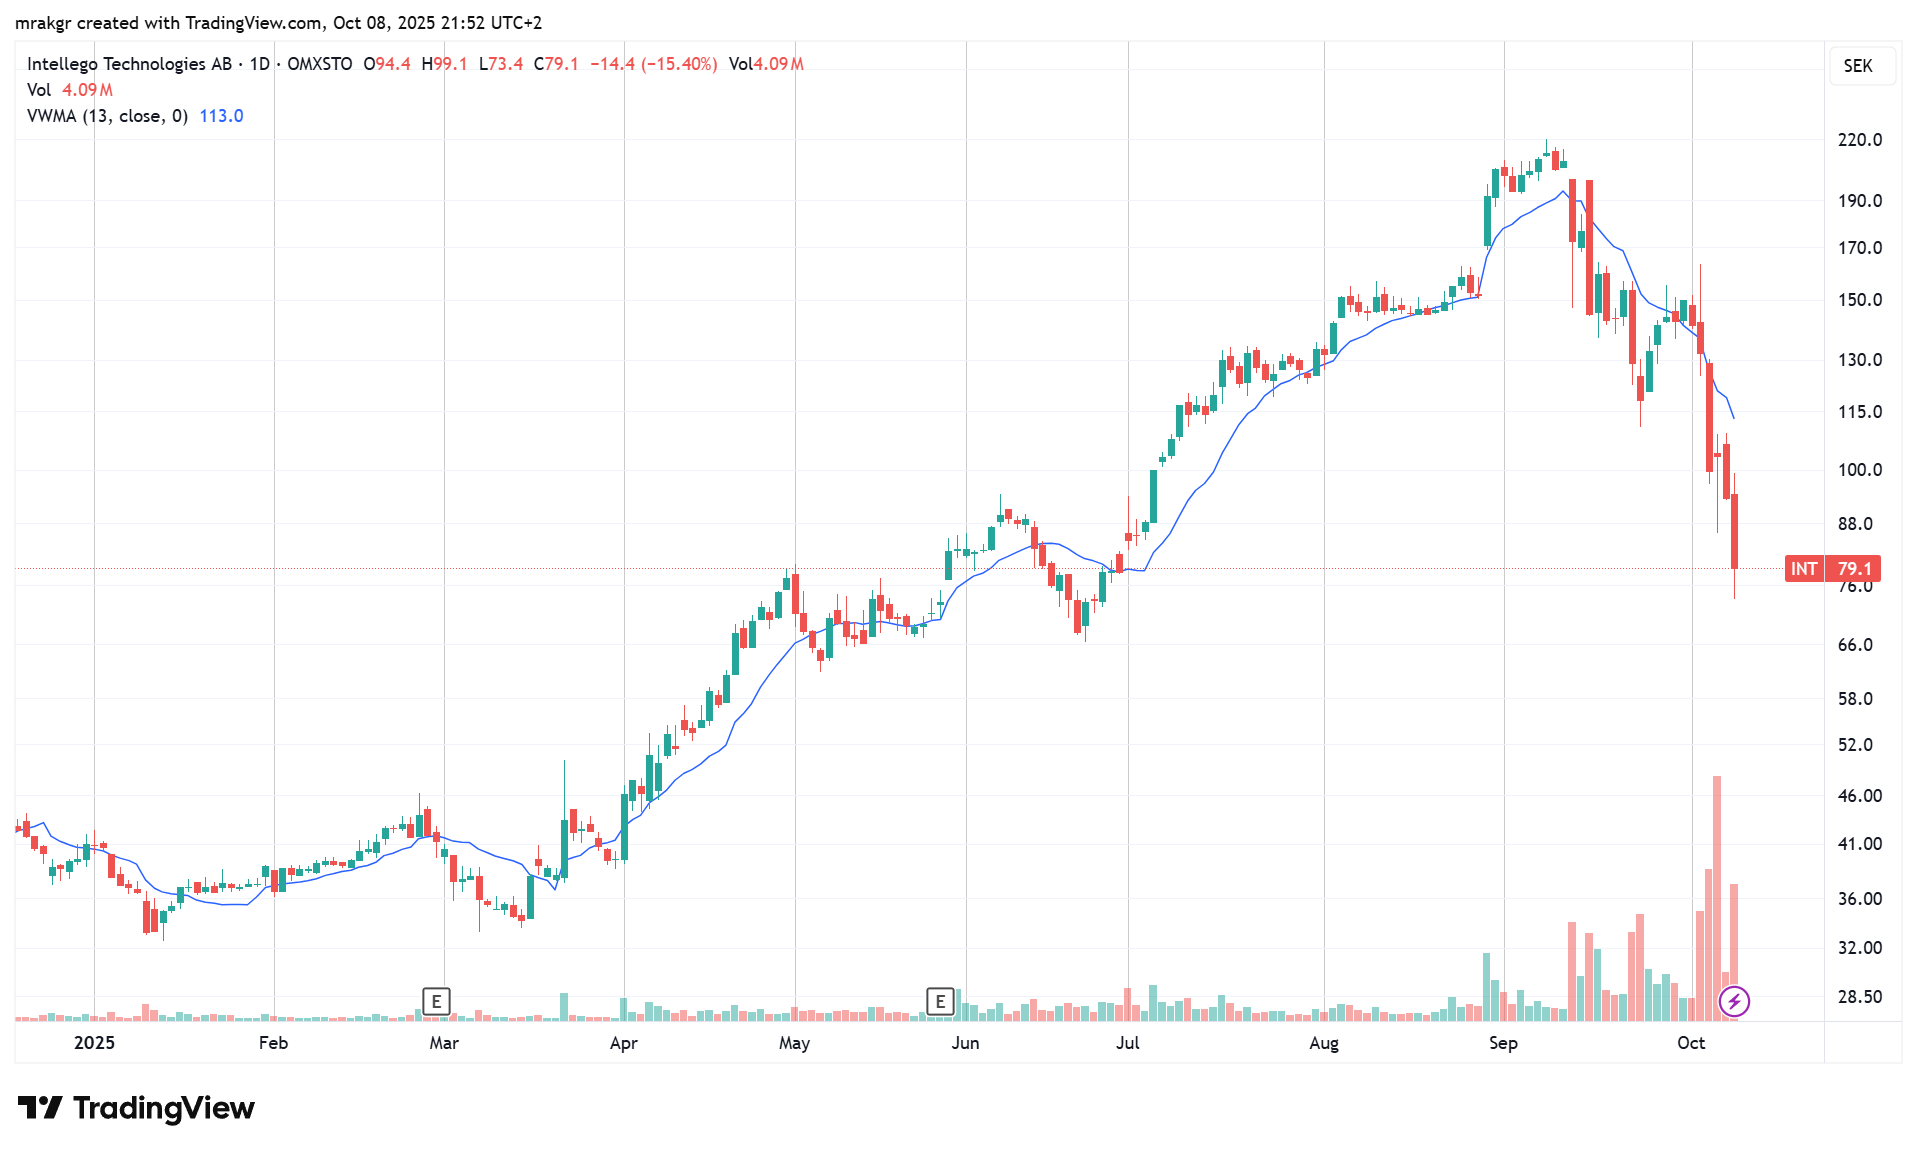 mrakgr created with TradingView.com, Oct 08, 2025 21:52 UTC+2
Intellego Technologies AB · 1D · OMXSTO O94.4 H99.1 L73.4 C79.1 −14.4 (−15.40%) Vol4.09M
SEK
Vol 4.09M
VWMA (13, close, 0) 113.0
220.0
190.0
170.0
150.0
130.0
115.0
100.0
88.0
INT 79.1
76.0
66.0
58.0
52.0
46.00
41.00
36.00
32.00
28.50
E E
2025 Feb Mar Apr May Jun Jul Aug Sep Oct
TradingView